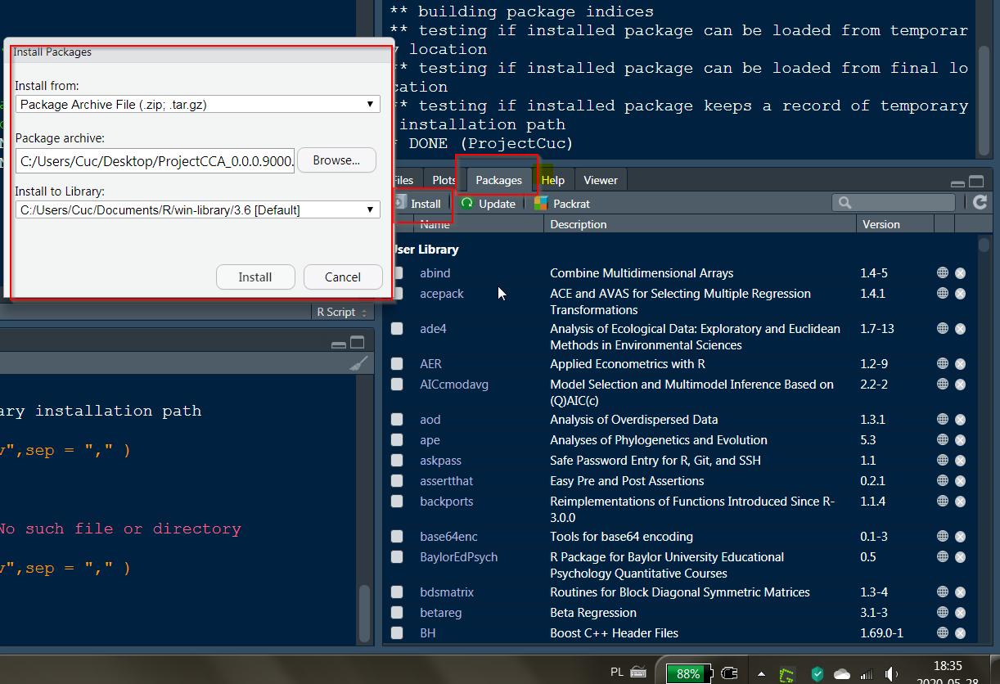 ** building package indices
** testing if installed package can be loaded from temporar
y location
** testing if installed package can be loaded from final lo
cation
** testing if installed package keeps a record of temporary
installation path
* DONE (ProjectCuc)
Install Packages
Install from:
Package Archive File (.zip; .tar.gz)
Package archive:
C:/Users/Cuc/Desktop/ProjectCCA_0.0.0.9000.
Browse...
Install to Library:
C:/Users/Cuc/Documents/R/win-library/3.6 [Default]
Install
Cancel
R Script
Files Plots Packages Help Viewer
Install Update Packrat
Name Description Version
User Library
abind Combine Multidimensional Arrays 1.4-5
acepack ACE and AVAS for Selecting Multiple Regression 1.4.1
Transformations
ade4 Analysis of Ecological Data: Exploratory and Euclidean 1.7-13
Methods in Environmental Sciences
AER Applied Econometrics with R 1.2-9
AICcmodavg Model Selection and Multimodel Inference Based on 2.2-2
(Q)AIC(c)
aod Analysis of Overdispersed Data 1.3.1
ape Analyses of Phylogenetics and Evolution 5.3
askpass Safe Password Entry for R, Git, and SSH 1.1
assertthat Easy Pre and Post Assertions 0.2.1
backports Reimplementations of Functions Introduced Since R- 1.1.4
3.0.0
base64enc Tools for base64 encoding 0.1-3
BaylorEdPsych R Package for Baylor University Educational 0.5
Psychology Quantitative Courses
bdsmatrix Routines for Block Diagonal Symmetric Matrices 1.3-4
betareg Beta Regression 3.1-3
BH Boost C++ Header Files 1.69.0-1
ary installation path
v",sep = "," )
No such file or directory
v",sep = "," )
PL 88% 18:35
2020-05-28